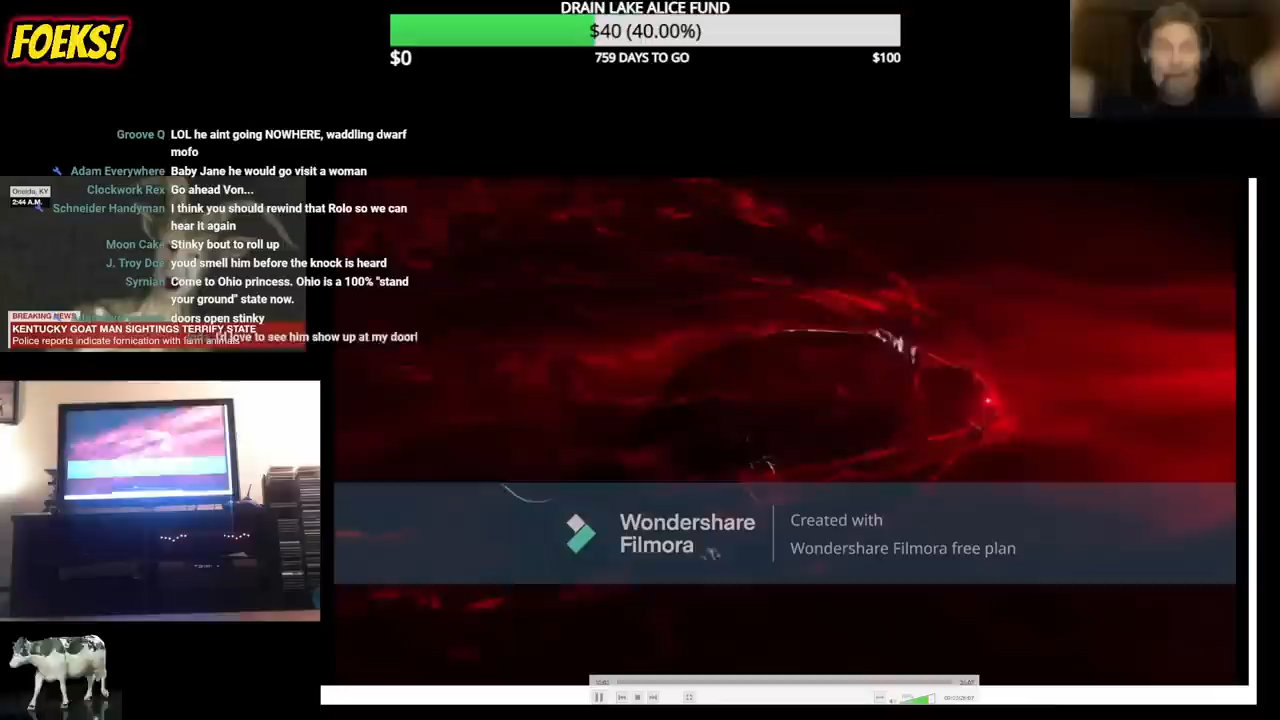 FOEKS!
DRAIN LAKE ALICE FUND
$40 (40.00%)
$0
759 DAYS TO GO
$100
Groove Q LOL he aint going NOWHERE, waddling dwarf
mofo
Adam Everywhere Baby Jane he would go visit a woman
Clockwork Rex Go ahead Von...
Schneider Handyman I think you should rewind that Rolo so we can
hear It again
Moon Cake Stinky bout to roll up
J. Troy Doe youd smell him before the knock is heard
Syrnian Come to Ohio princess. Ohio is a 100% "stand
your ground" state now.
doors open stinky
I'd love to see him show up at my door!
Oneida, KY
2:44 A.M.
BREAKING NEWS
KENTUCKY GOAT MAN SIGHTINGS TERRIFY STATE
Police reports indicate fornication with farm animals
Wondershare
Filmora
Created with
Wondershare Filmora free plan